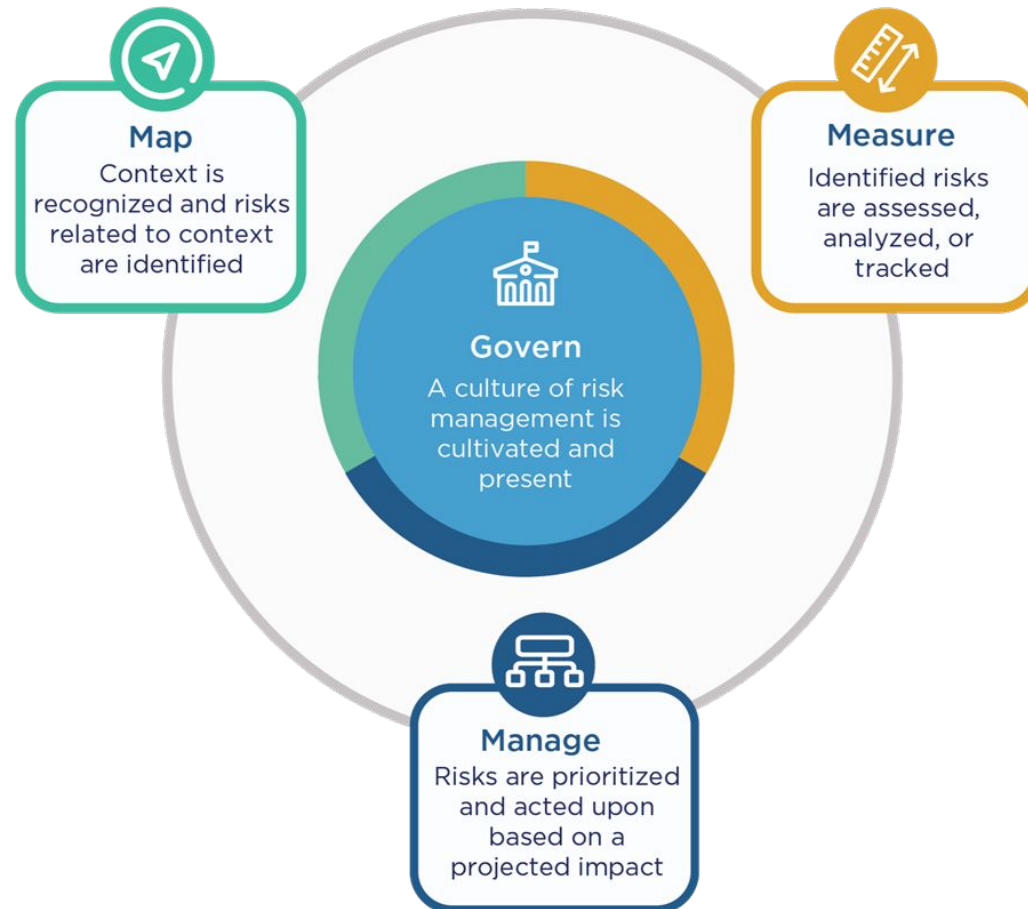 Map
Context is
recognized and risks
related to context
are identified
Measure
Identified risks
are assessed,
analyzed, or
tracked
Govern
A culture of risk
management is
cultivated and
present
Manage
Risks are prioritized
and acted upon
based on a
projected impact